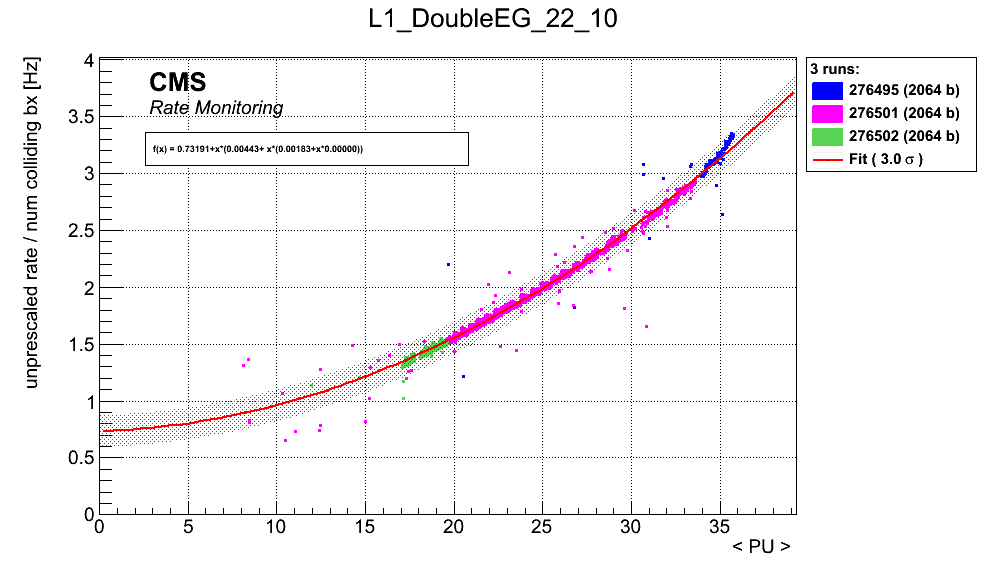 L1_DoubleEG_22_10
unprescaled rate / num colliding bx [Hz]
4
3.5
3
2.5
2
1.5
1
0.5
0
CMS
Rate Monitoring
f(x) = 0.73191+x*(0.00443+ x*(0.00183+x*0.00000))
0 5 10 15 20 25 30 35
< PU >
3 runs:
276495 (2064 b)
276501 (2064 b)
276502 (2064 b)
Fit ( 3.0 σ )